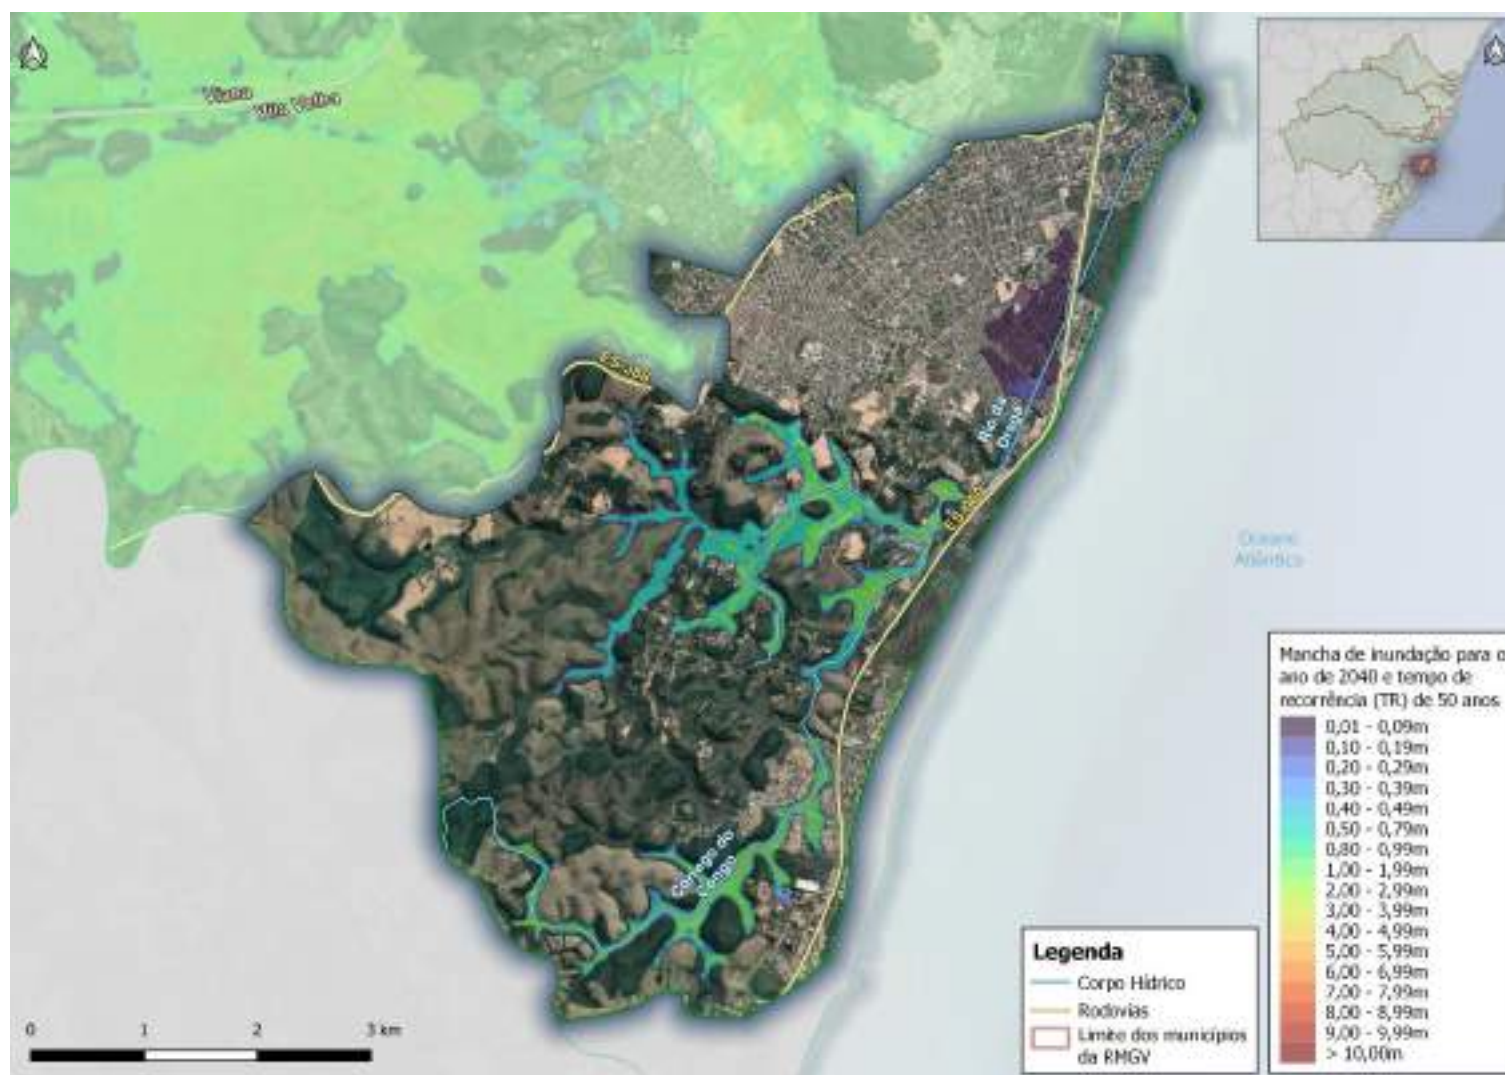 Viana
Vila Velha
ES-388
Rio da
Draga
ES-060
Oceano
Atlântico
Córrego do
Congo
Mancha de inundação para o
ano de 2040 e tempo de
recorrência (TR) de 50 anos
0,01 - 0,09m
0,10 - 0,19m
0,20 - 0,29m
0,30 - 0,39m
0,40 - 0,49m
0,50 - 0,79m
0,80 - 0,99m
1,00 - 1,99m
2,00 - 2,99m
3,00 - 3,99m
4,00 - 4,99m
5,00 - 5,99m
6,00 - 6,99m
7,00 - 7,99m
8,00 - 8,99m
9,00 - 9,99m
> 10,00m
Legenda
Corpo Hídrico
Rodovias
Limite dos municípios
da RMGV
0 1 2 3 km